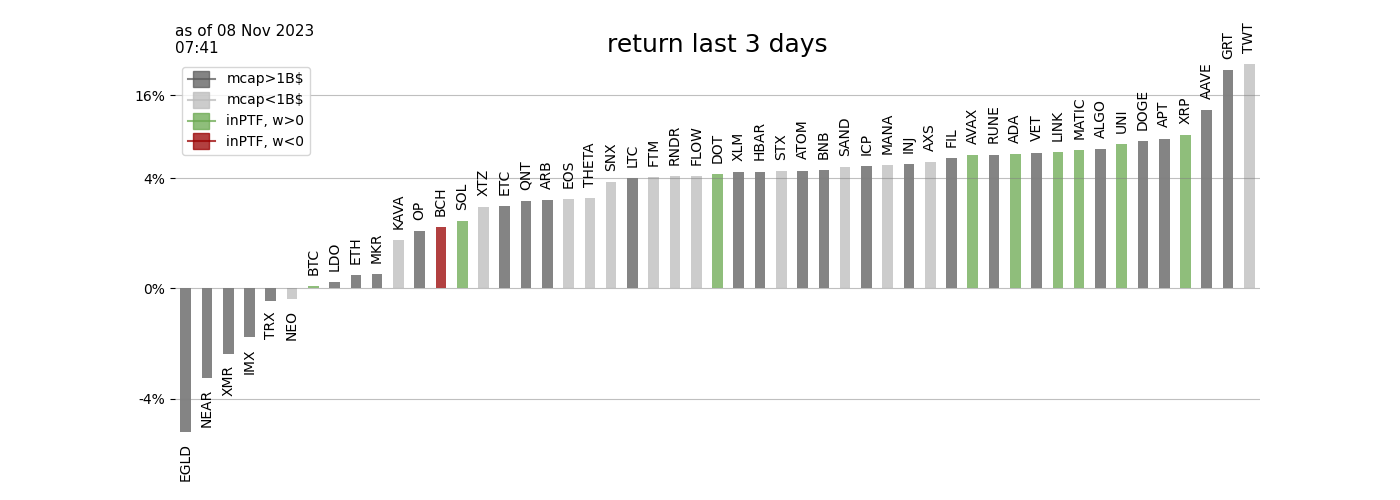 as of 08 Nov 2023
07:41
return last 3 days
mcap>1B$
mcap<1B$
inPTF, w>0
inPTF, w<0
16%
4%
0%
-4%
EGLD
NEAR
XMR
IMX
TRX
NEO
BTC
LDO
ETH
MKR
KAVA
OP
BCH
SOL
XTZ
ETC
QNT
ARB
EOS
THETA
SNX
LTC
FTM
RNDR
FLOW
DOT
XLM
HBAR
STX
ATOM
BNB
SAND
ICP
MANA
INJ
AXS
FIL
AVAX
RUNE
ADA
VET
LINK
MATIC
ALGO
UNI
DOGE
APT
XRP
AAVE
GRT
TWT